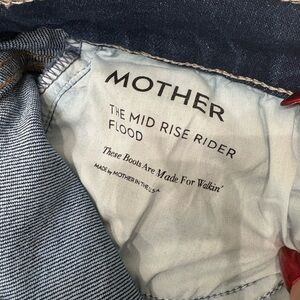 MOTHER
THE MID RISE RIDER
FLOOD
These Boots Are Made For Walkin'
MADE by MOTHER IN THE U.S.A.